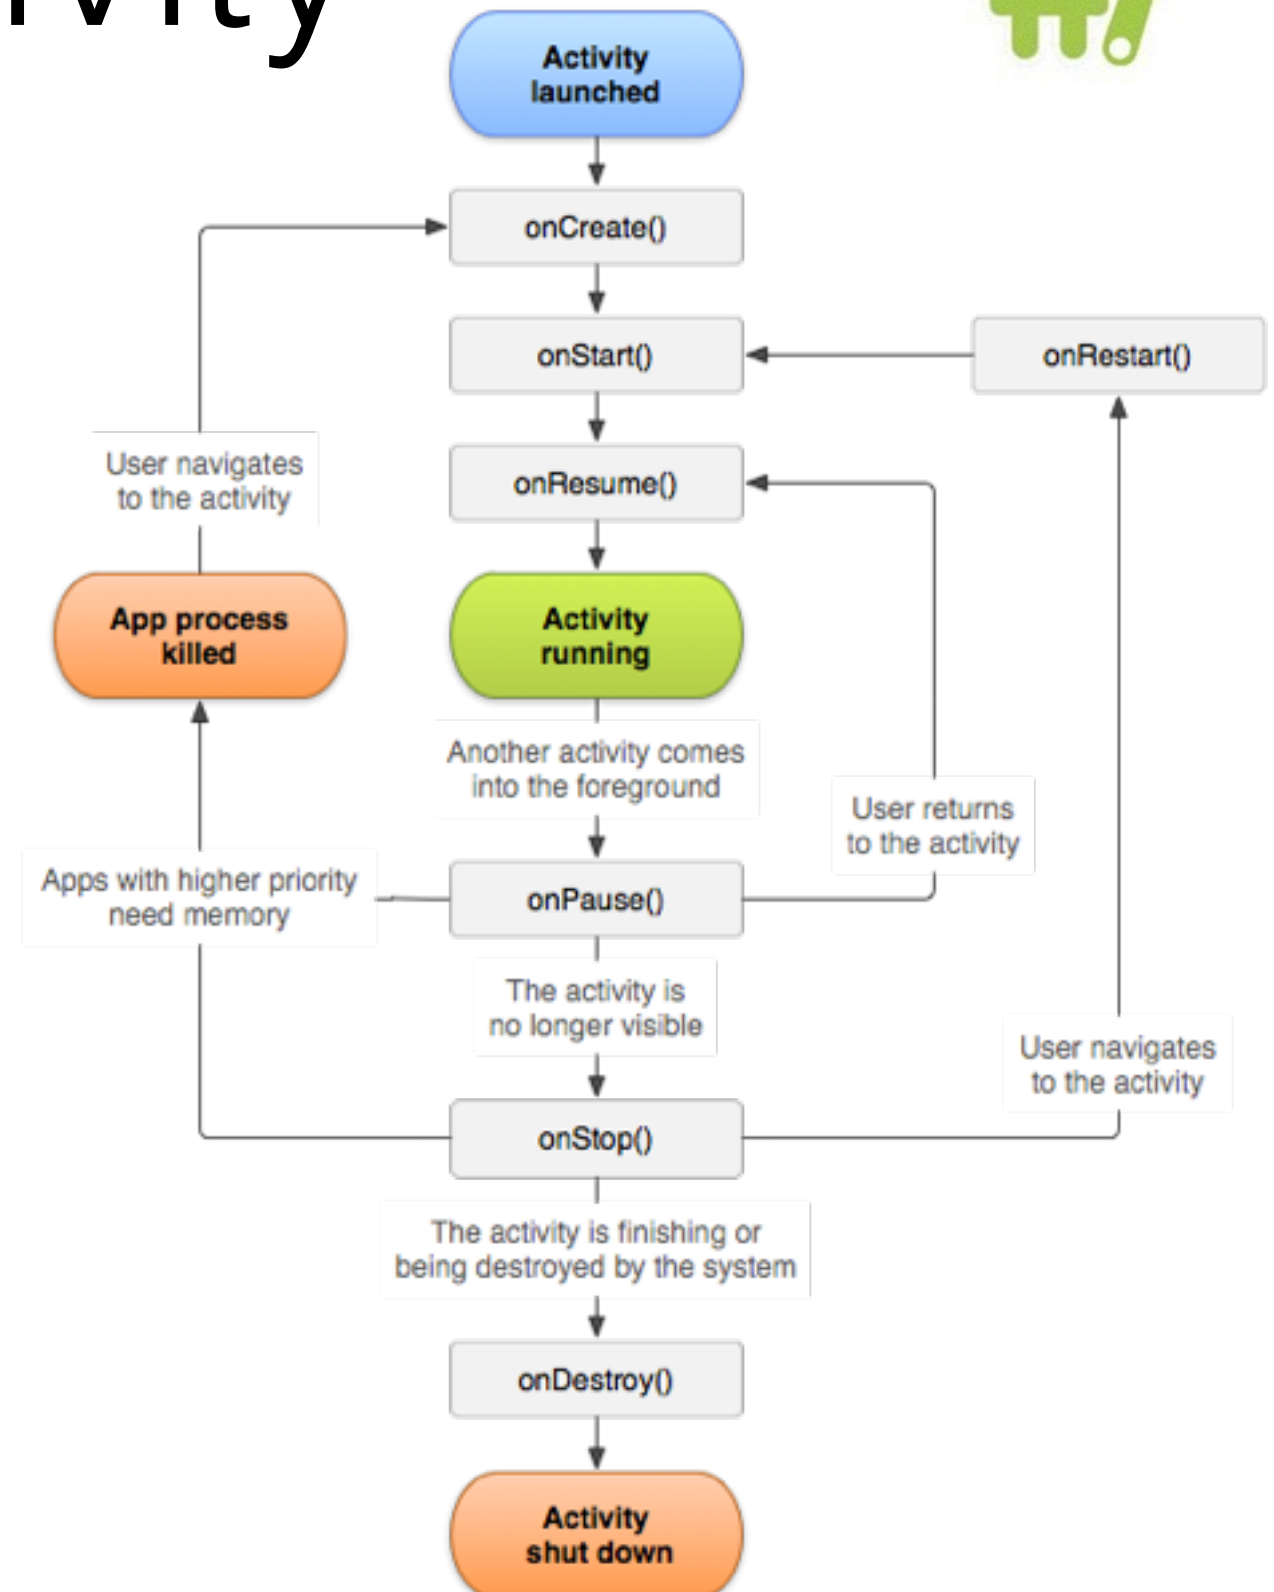 Activity
launched
onCreate()
onStart()
onRestart()
onResume()
User navigates
to the activity
App process
killed
Activity
running
Another activity comes
into the foreground
User returns
to the activity
Apps with higher priority
need memory
onPause()
The activity is
no longer visible
User navigates
to the activity
onStop()
The activity is finishing or
being destroyed by the system
onDestroy()
Activity
shut down